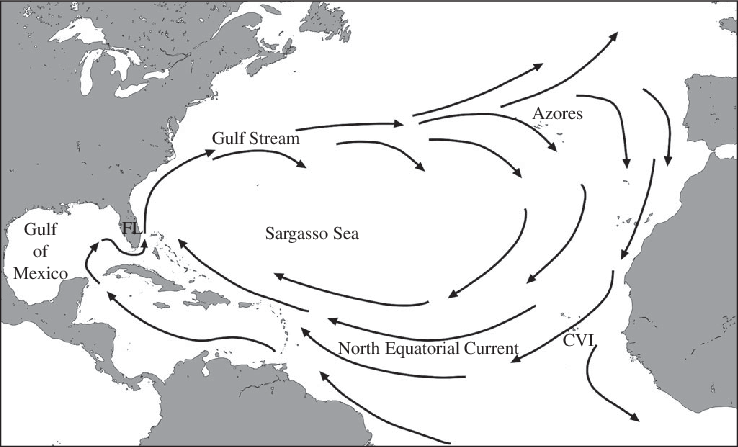 Azores
Gulf Stream
FL
Gulf
of
Mexico
Sargasso Sea
North Equatorial Current
CVI